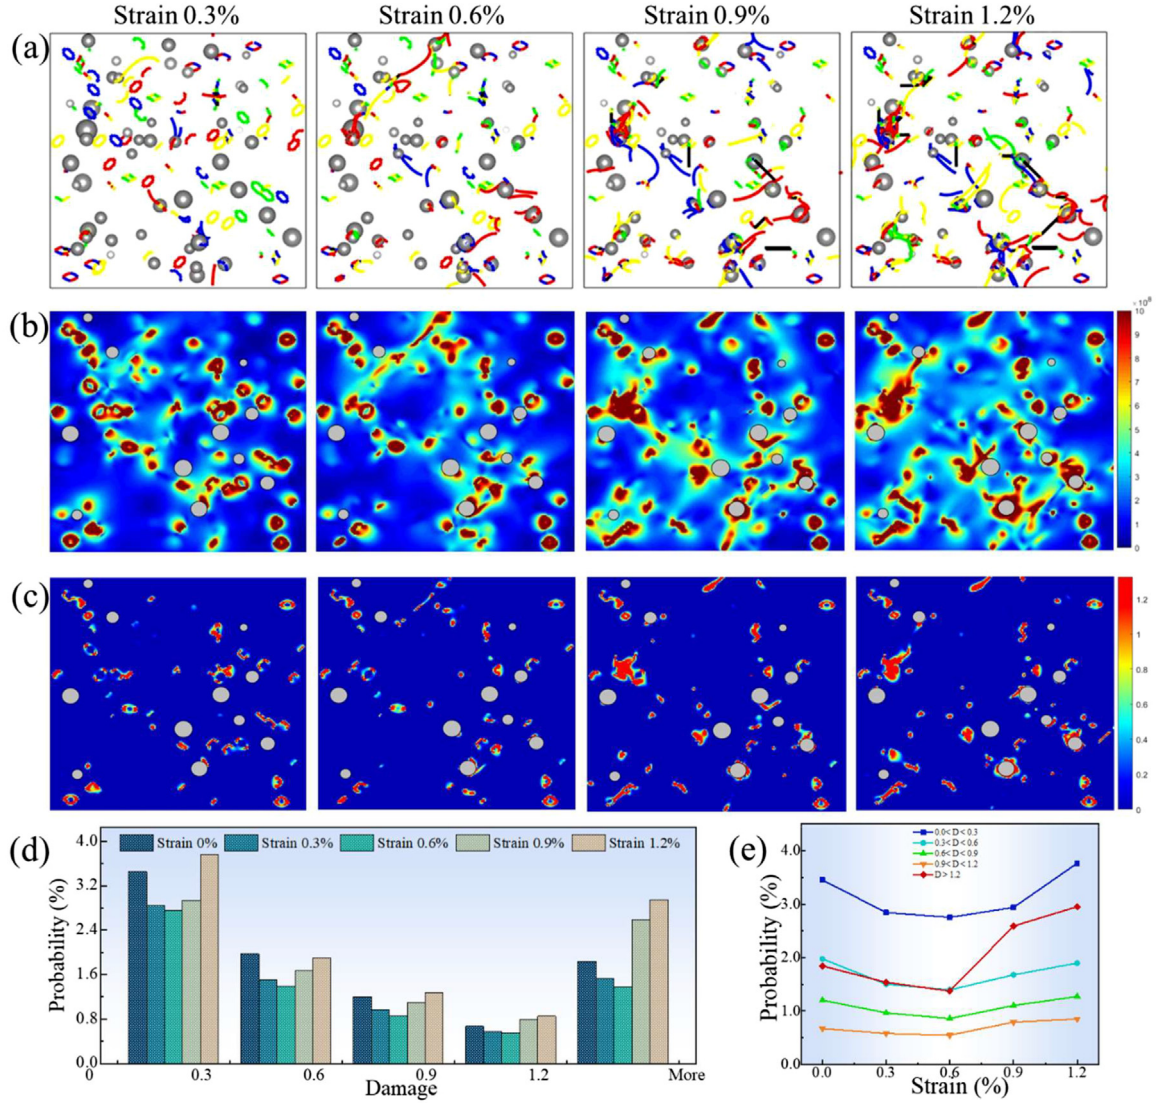 Strain 0.3% Strain 0.6% Strain 0.9% Strain 1.2%
(a)
(b)
×10⁸
10
9
8
7
6
5
4
3
2
1
0
(c)
1.2
1
0.8
0.6
0.4
0.2
0
(d)
Strain 0% Strain 0.3% Strain 0.6% Strain 0.9% Strain 1.2%
Probability (%)
4.0
3.2
2.4
1.6
0.8
0.0
0 0.3 0.6 0.9 1.2 More
Damage
(e)
0.0< D < 0.3
0.3< D < 0.6
0.6< D < 0.9
0.9< D < 1.2
D > 1.2
Probability (%)
4.0
3.0
2.0
1.0
0.0
0.0 0.3 0.6 0.9 1.2
Strain (%)